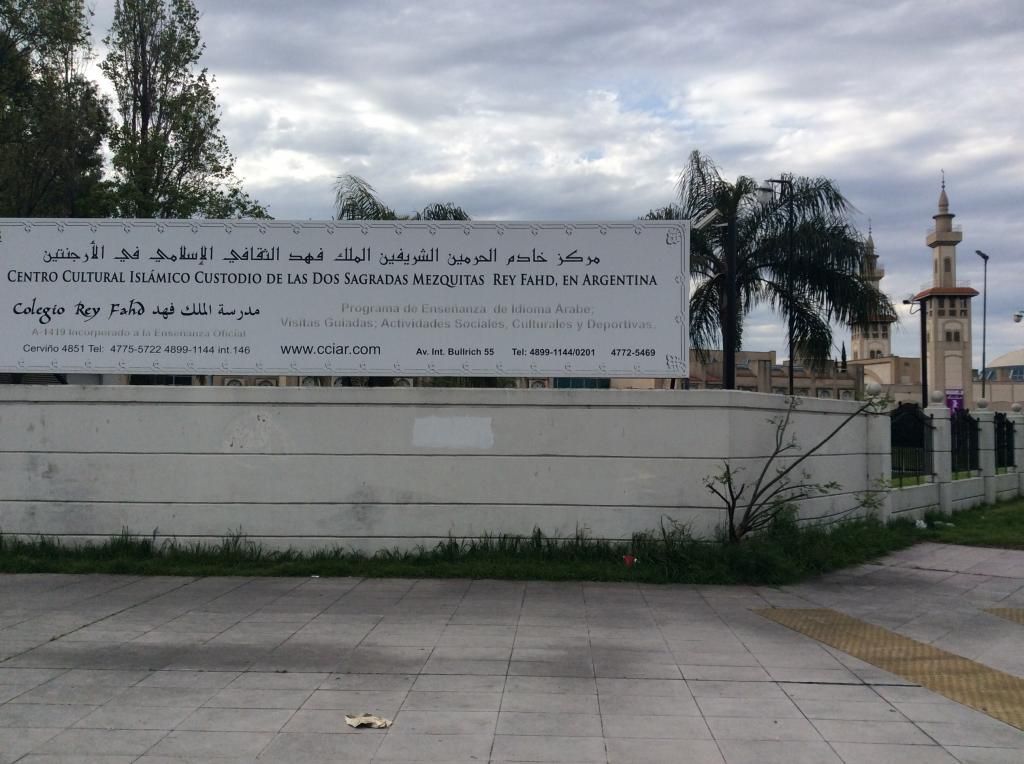 مركز خادم الحرمين الشريفين الملك فهد الثقافي الإسلامي في الأرجنتين
CENTRO CULTURAL ISLÁMICO CUSTODIO DE LAS DOS SAGRADAS MEZQUITAS REY FAHD, EN ARGENTINA
Colegio Rey Fahd مدرسة الملك فهد
A-1419 Incorporado a la Enseñanza Oficial
Cerviño 4851 Tel: 4775-5722 4899-1144 int.146
Programa de Enseñanza de Idioma Árabe;
Visitas Guiadas; Actividades Sociales, Culturales y Deportivas.
www.cciar.com Av. Int. Bullrich 55 Tel: 4899-1144/0201 4772-5469